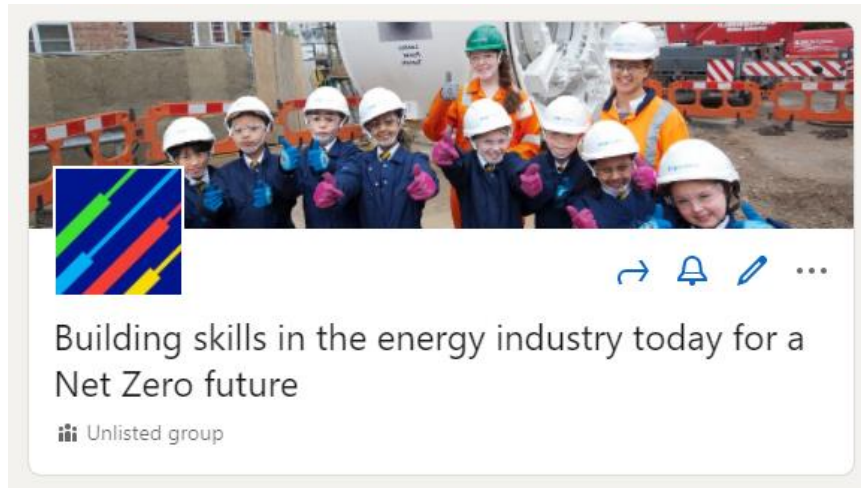 Building skills in the energy industry today for a
Net Zero future
Unlisted group